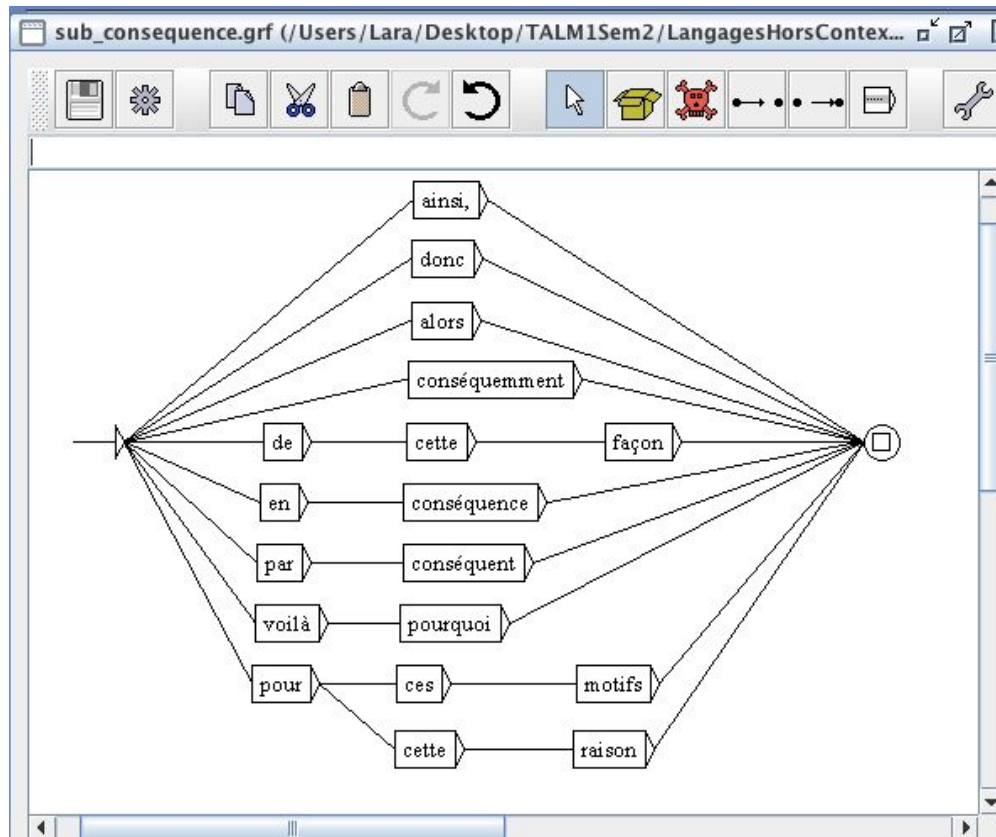 sub_consequence.grf (/Users/Lara/Desktop/TALM1Sem2/LangagesHorsContex...
ainsi,
donc
alors
conséquemment
de cette façon
en conséquence
par conséquent
voilà pourquoi
pour ces motifs
cette raison